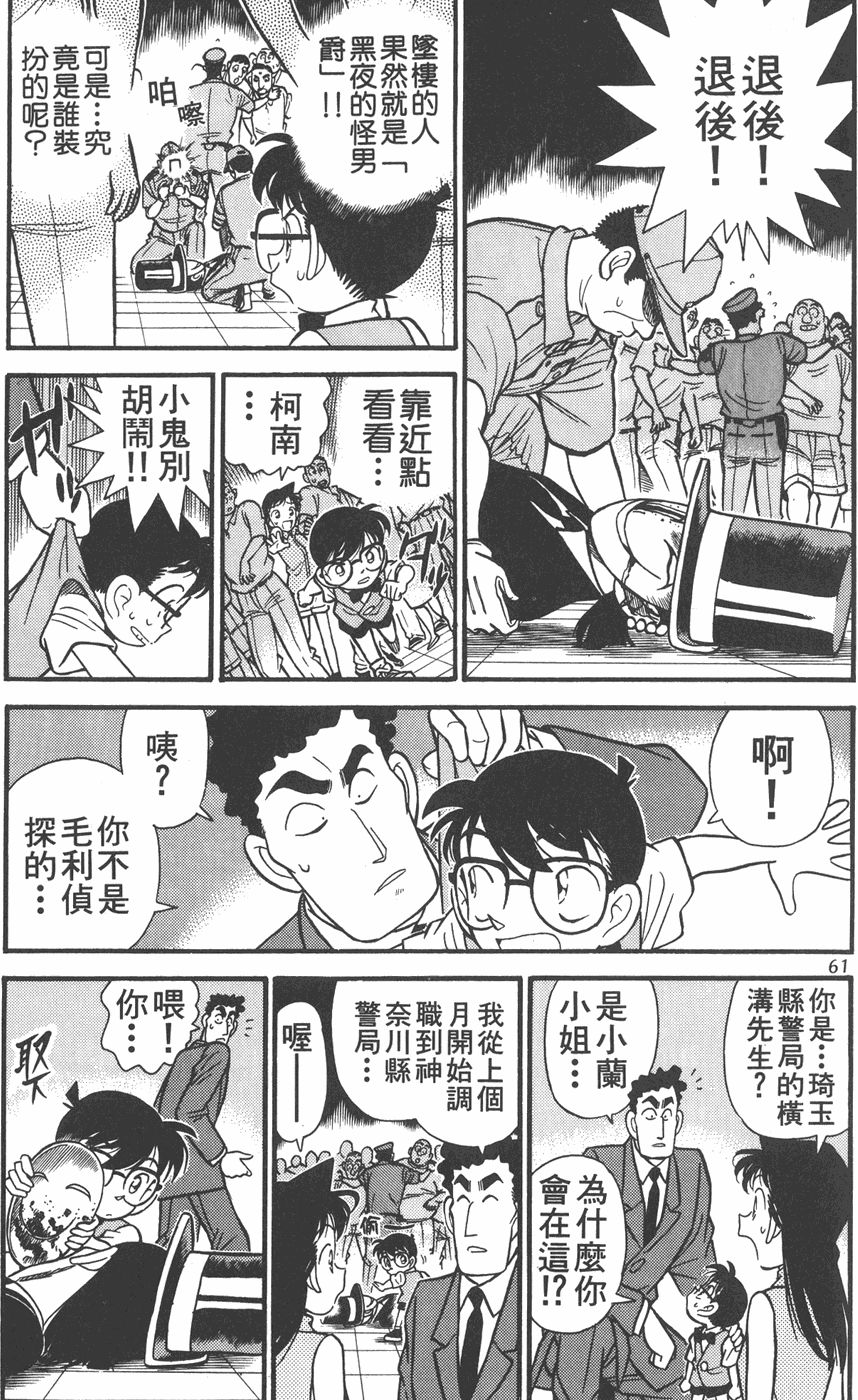 退後！
退後！
墜樓的人
果然就是「
黑夜的怪男
爵」!!
咱
嚓
可是…究
竟是誰裝
扮的呢?
靠近點
看看…
柯南
…
小鬼別
胡鬧!!
啊！
咦?
你不是
毛利偵
探的…
61
你是…琦玉
縣警局的橫
溝先生?
是小蘭
小姐…
為什麼你
會在這!?
我從上個
月開始調
職到神
奈川縣
警局…
喔──
喂！
你…